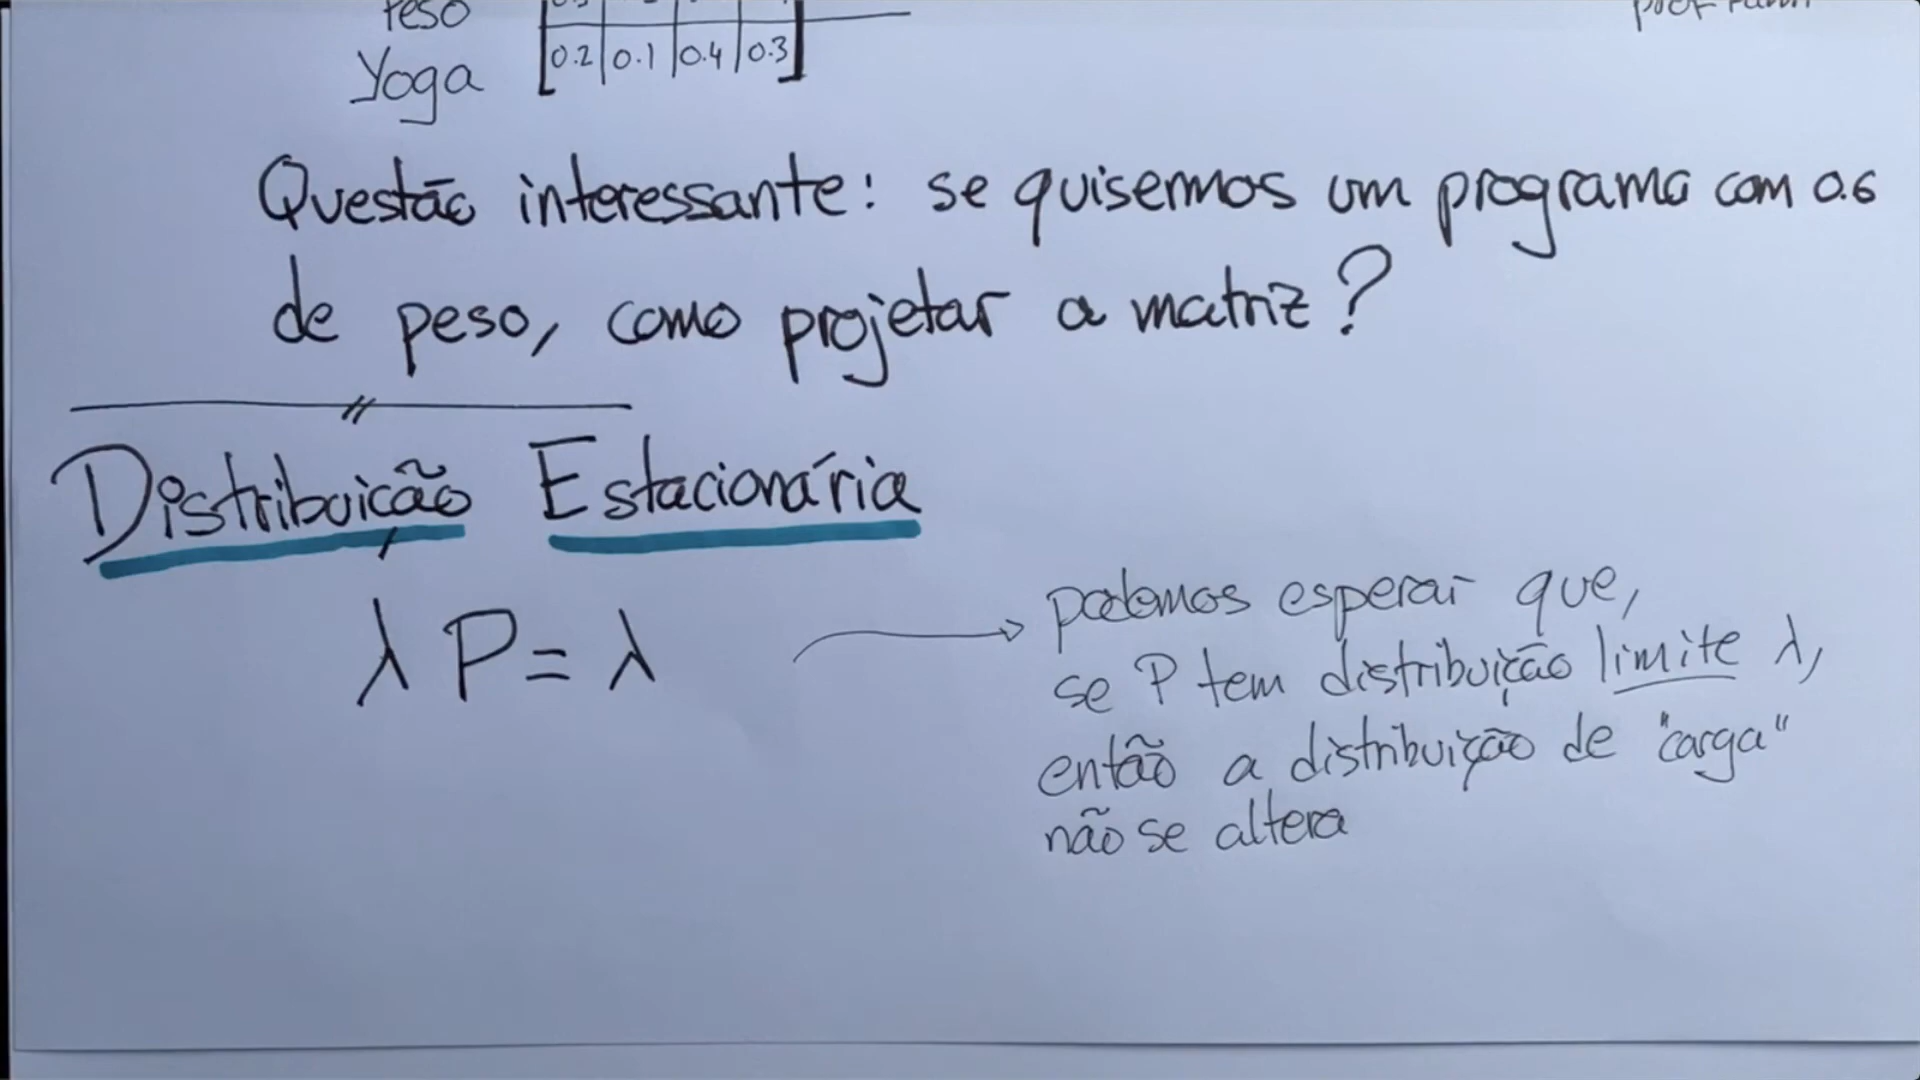 Peso
Yoga 0.2 0.1 0.4 0.3
Questão interessante: se quisermos um programa com 0.6
de peso, como projetar a matriz?
Distribuição Estacionária
λ P = λ
podemos esperar que,
se P tem distribuição limite λ,
então a distribuição de "carga"
não se altera